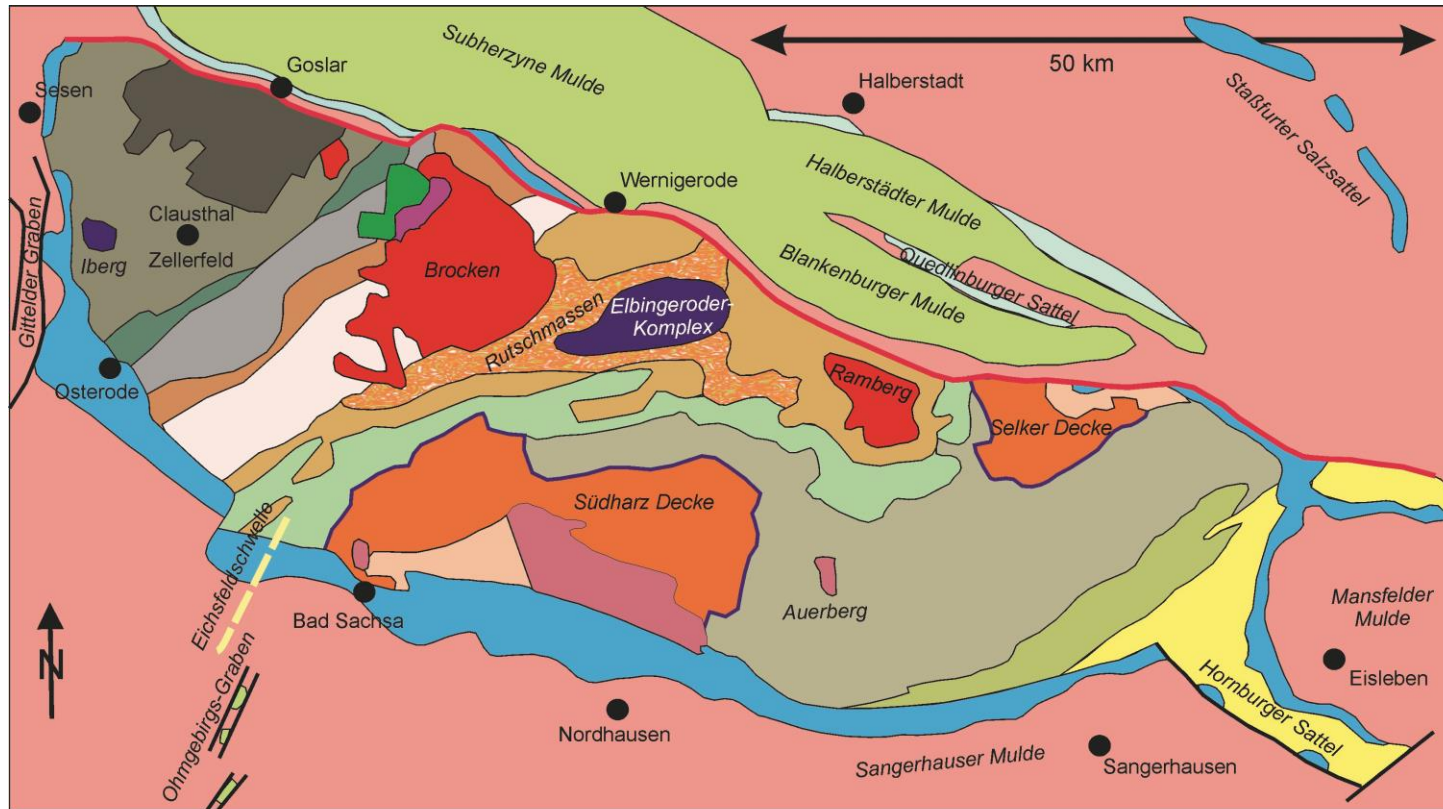 Subherzyne Mulde
50 km
Goslar
Halberstadt
Sesen
Staßfurter Salzsattel
Wernigerode
Halberstädter Mulde
Clausthal
Zellerfeld
Iberg
Brocken
Quedlinburger Sattel
Blankenburger Mulde
Gittelder Graben
Rutschmassen
Elbingeroder-
Komplex
Osterode
Ramberg
Selker Decke
Südharz Decke
Eichsfeldschwelle
Bad Sachsa
Auerberg
Mansfelder
Mulde
N
Eisleben
Hornburger Sattel
Ohmgebirgs-Graben
Nordhausen
Sangerhauser Mulde
Sangerhausen